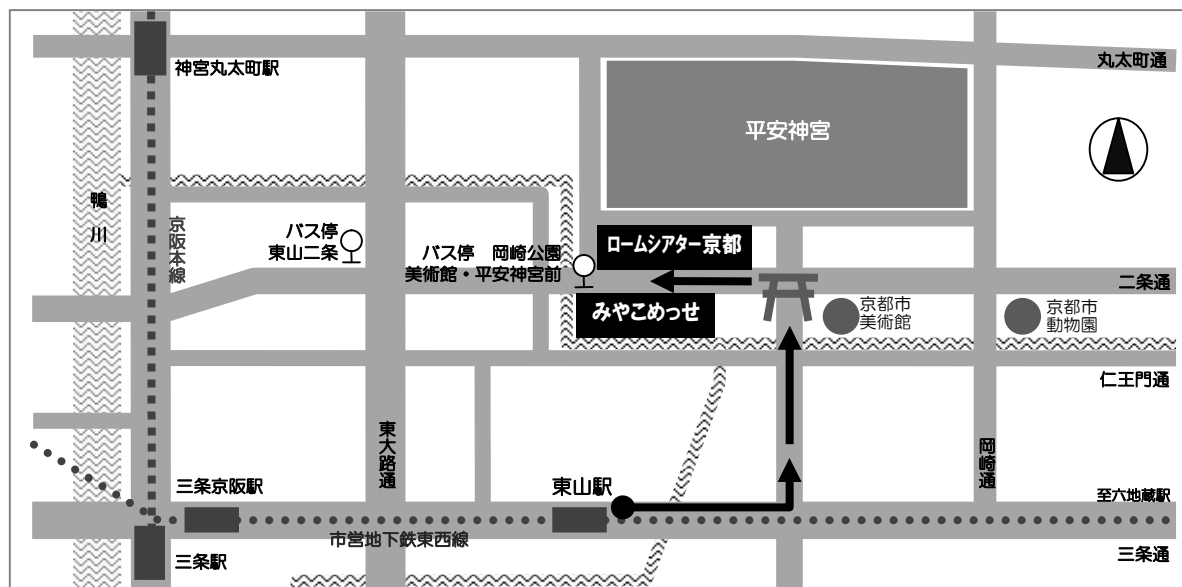 神宮丸太町駅
丸太町通
平安神宮
鴨川
京阪本線
バス停
東山二条
バス停 岡崎公園
美術館・平安神宮前
ロームシアター京都
二条通
みやこめっせ
京都市
美術館
京都市
動物園
仁王門通
東大路通
岡崎通
三条京阪駅
東山駅
至六地蔵駅
市営地下鉄東西線
三条駅
三条通